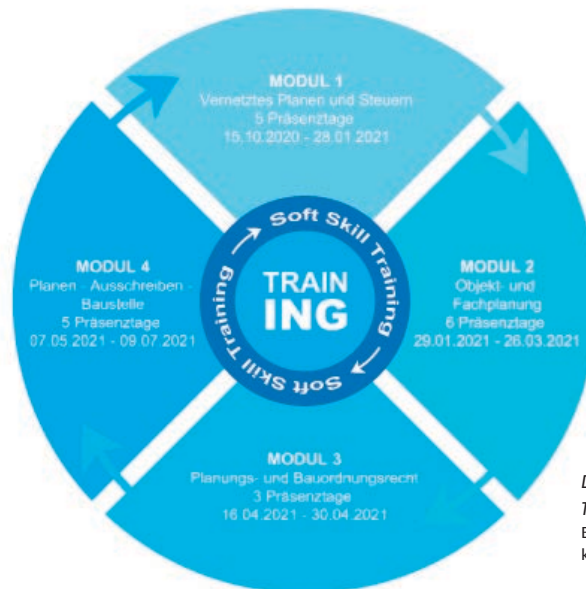 MODUL 1
Vernetztes Planen und Steuern
5 Präsenztage
15.10.2020 - 28.01.2021
MODUL 2
Objekt- und
Fachplanung
6 Präsenztage
29.01.2021 - 26.03.2021
MODUL 3
Planungs- und Bauordnungsrecht
3 Präsenztage
16.04.2021 - 30.04.2021
MODUL 4
Planen - Ausschreiben -
Baustelle
5 Präsenztage
07.05.2021 - 09.07.2021
Soft Skill Training
Soft Skill Training
TRAIN
ING